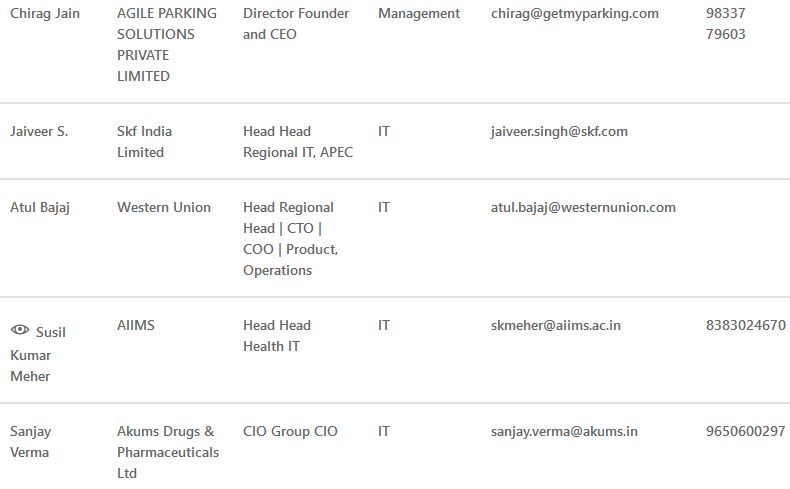 Chirag Jain AGILE PARKING Director Founder Management chirag@getmyparking.com 98337
SOLUTIONS and CEO 79603
PRIVATE
LIMITED
Jaiveer S. Skf India Head Head IT jaiveer.singh@skf.com
Limited Regional IT, APEC
Atul Bajaj Western Union Head Regional IT atul.bajaj@westernunion.com
Head | CTO |
COO | Product,
Operations
Susil AIIMS Head Head IT skmeher@aiims.ac.in 8383024670
Kumar Health IT
Meher
Sanjay Akums Drugs & CIO Group CIO IT sanjay.verma@akums.in 9650600297
Verma Pharmaceuticals
Ltd